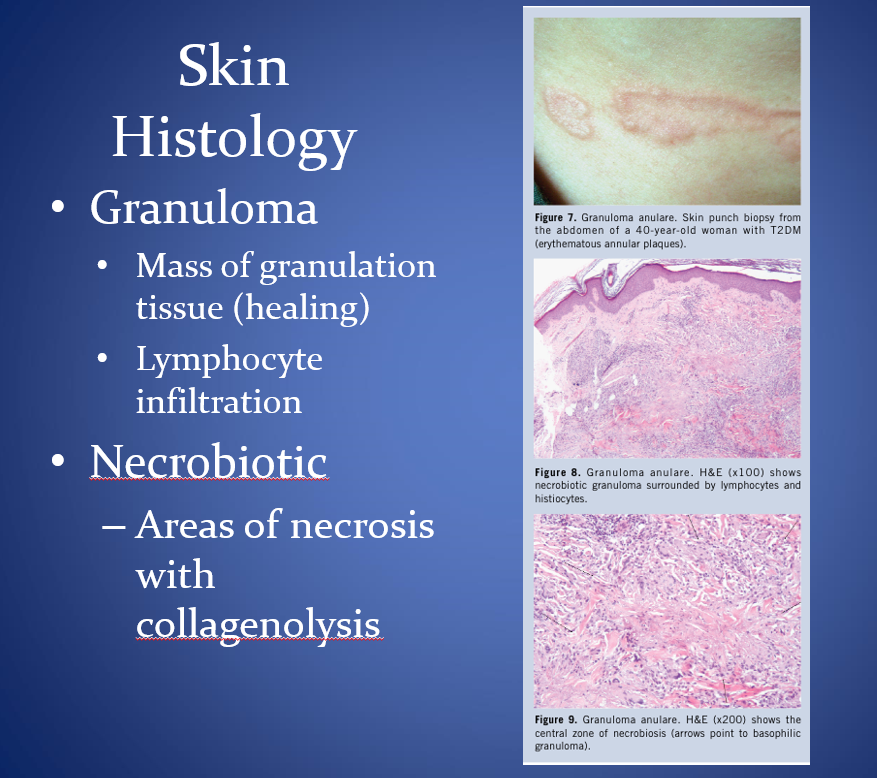 Skin
Histology
• Granuloma
• Mass of granulation
tissue (healing)
• Lymphocyte
infiltration
• Necrobiotic
– Areas of necrosis
with
collagenolysis
Figure 7. Granuloma anulare. Skin punch biopsy from
the abdomen of a 40-year-old woman with T2DM
(erythematous annular plaques).
Figure 8. Granuloma anulare. H&E (x100) shows
necrobiotic granuloma surrounded by lymphocytes and
histiocytes.
Figure 9. Granuloma anulare. H&E (x200) shows the
central zone of necrobiosis (arrows point to basophilic
granuloma).